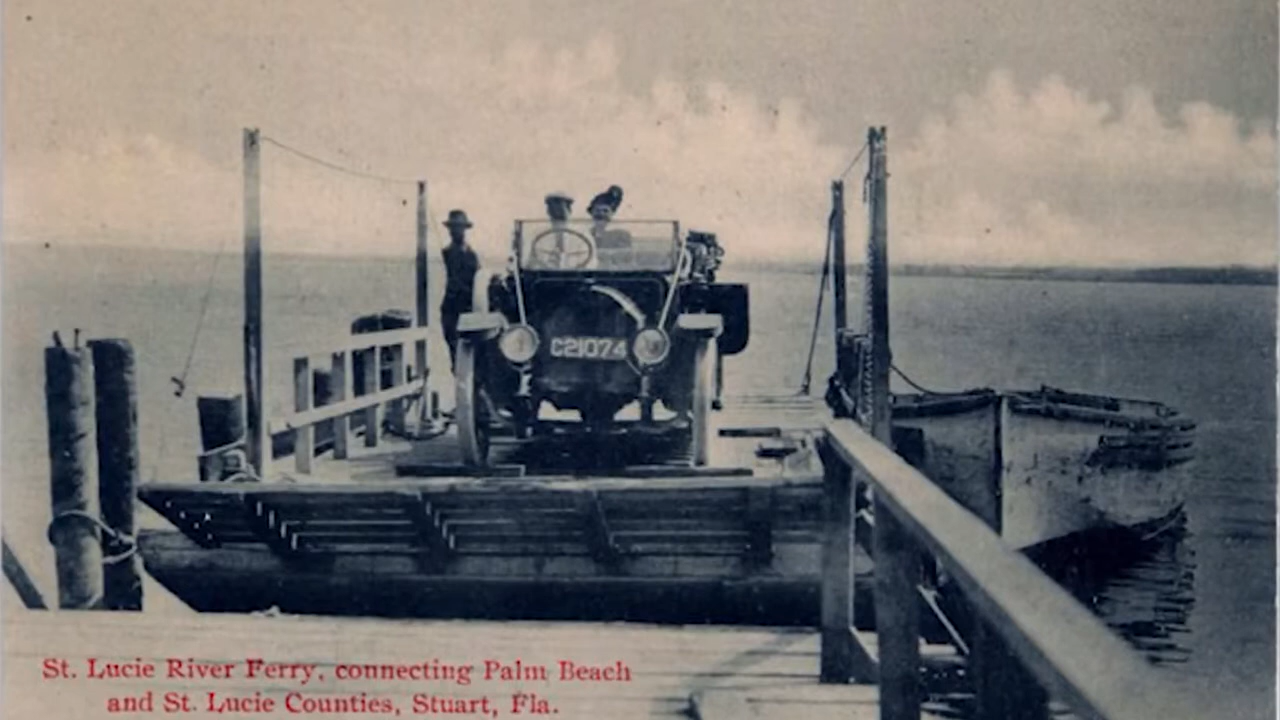 C21074
St. Lucie River Ferry, connecting Palm Beach
and St. Lucie Counties, Stuart, Fla.